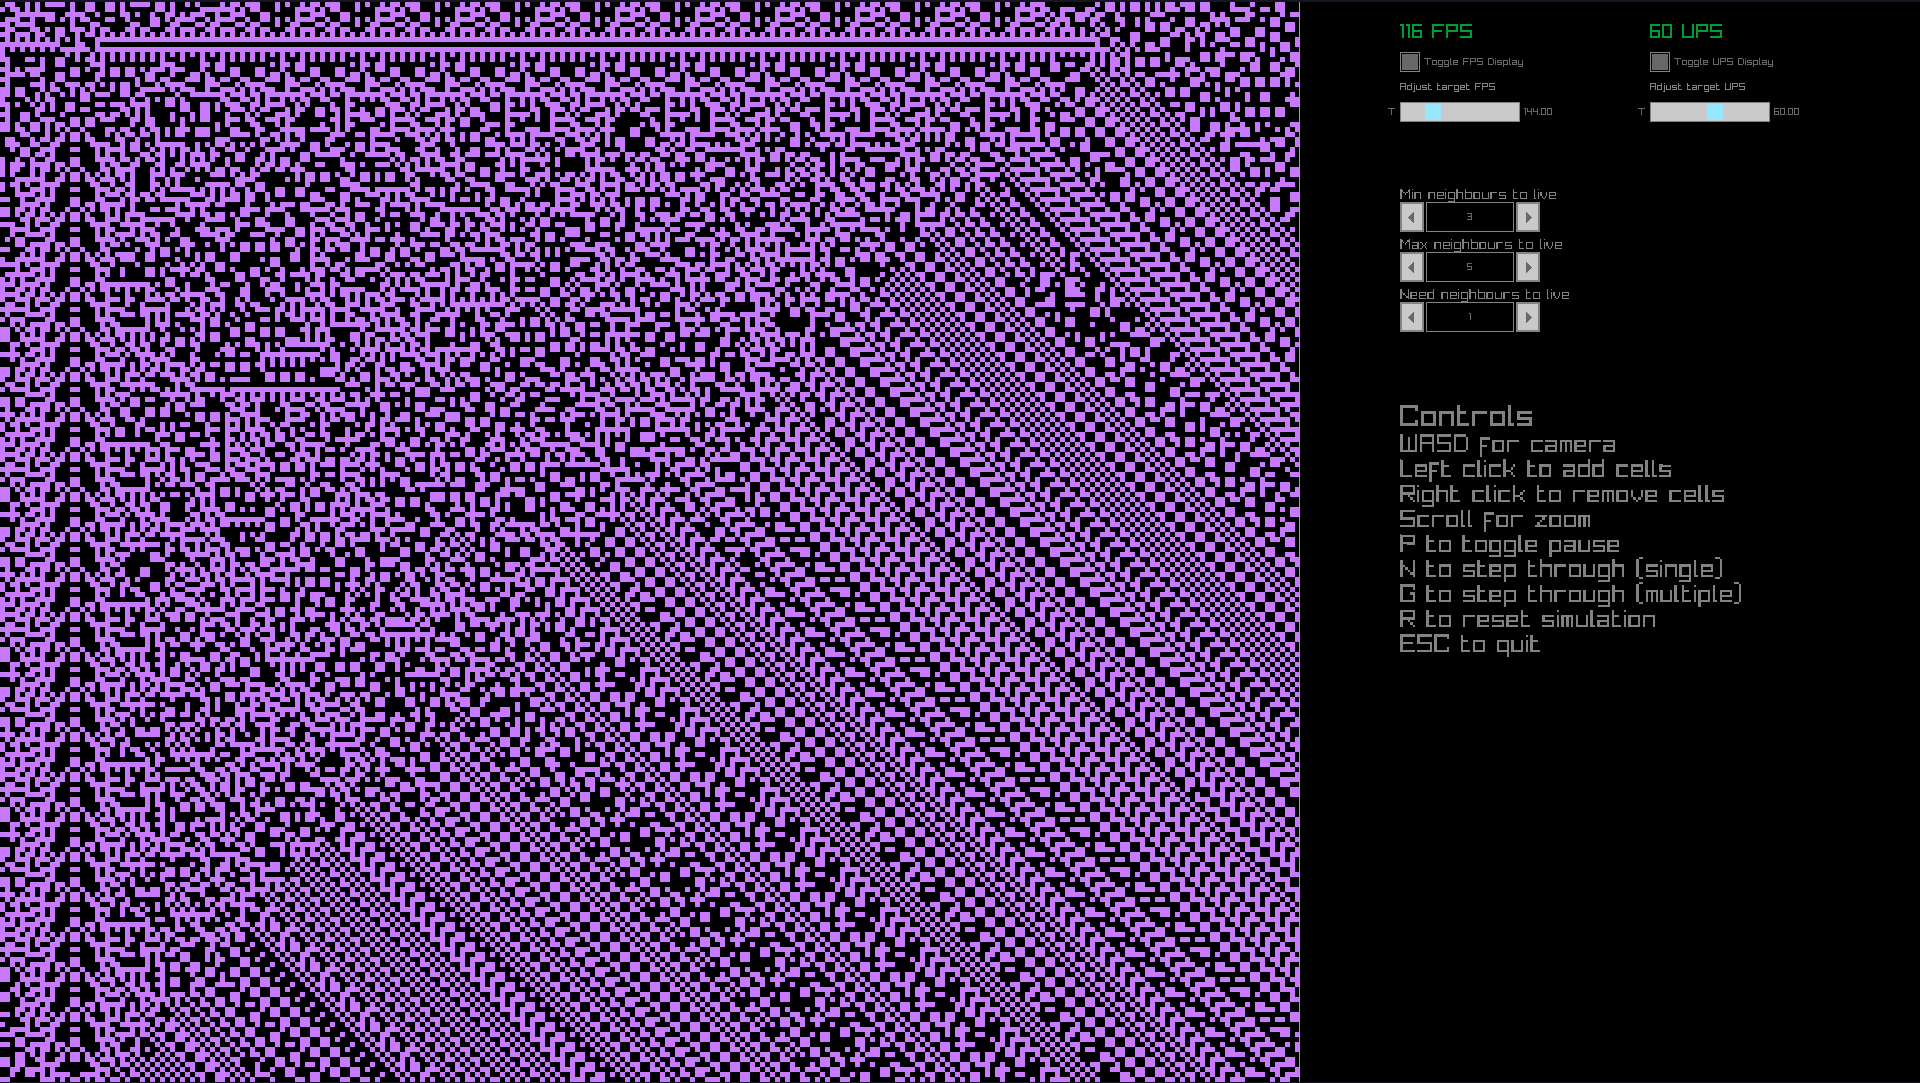 116 FPS
60 UPS
Toggle FPS Display
Toggle UPS Display
Adjust target FPS
Adjust target UPS
T 144.00
T 60.00
Min neighbours to live
3
Max neighbours to live
5
Need neighbours to live
1
Controls
WASD for camera
Left click to add cells
Right click to remove cells
Scroll for zoom
P to toggle pause
N to step through (single)
G to step through (multiple)
R to reset simulation
ESC to quit